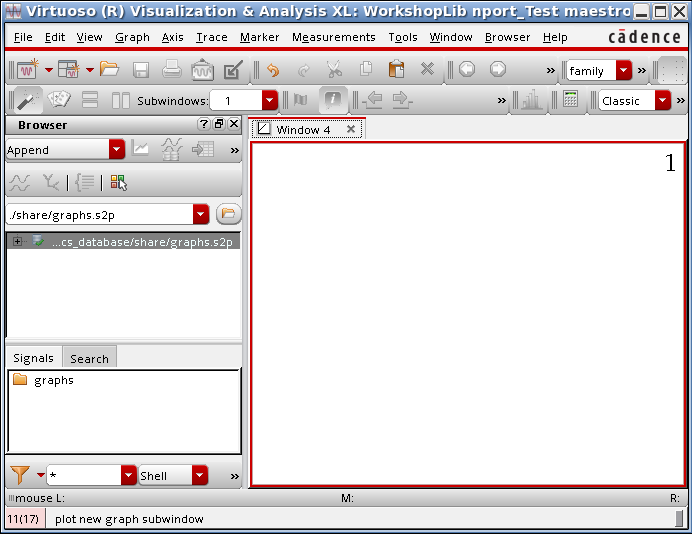 Virtuoso (R) Visualization & Analysis XL: WorkshopLib nport_Test maestro
File Edit View Graph Axis Trace Marker Measurements Tools Window Browser Help cādence
» family »
Subwindows: 1 » Classic »
Browser
Window 4
Append »
1
./share/graphs.s2p
...cs_database/share/graphs.s2p
Signals Search
graphs
* Shell »
mouse L: M: R:
11(17) plot new graph subwindow